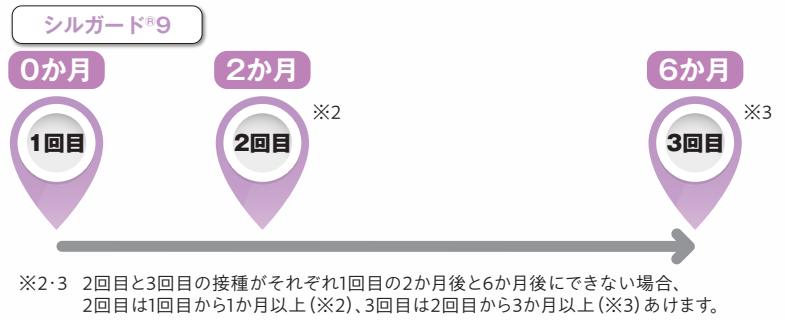 シルガード®9
0か月 2か月 6か月
1回目 2回目 ※2 3回目 ※3
※2・3 2回目と3回目の接種がそれぞれ1回目の2か月後と6か月後にできない場合、
2回目は1回目から1か月以上(※2)、3回目は2回目から3か月以上(※3)あけます。